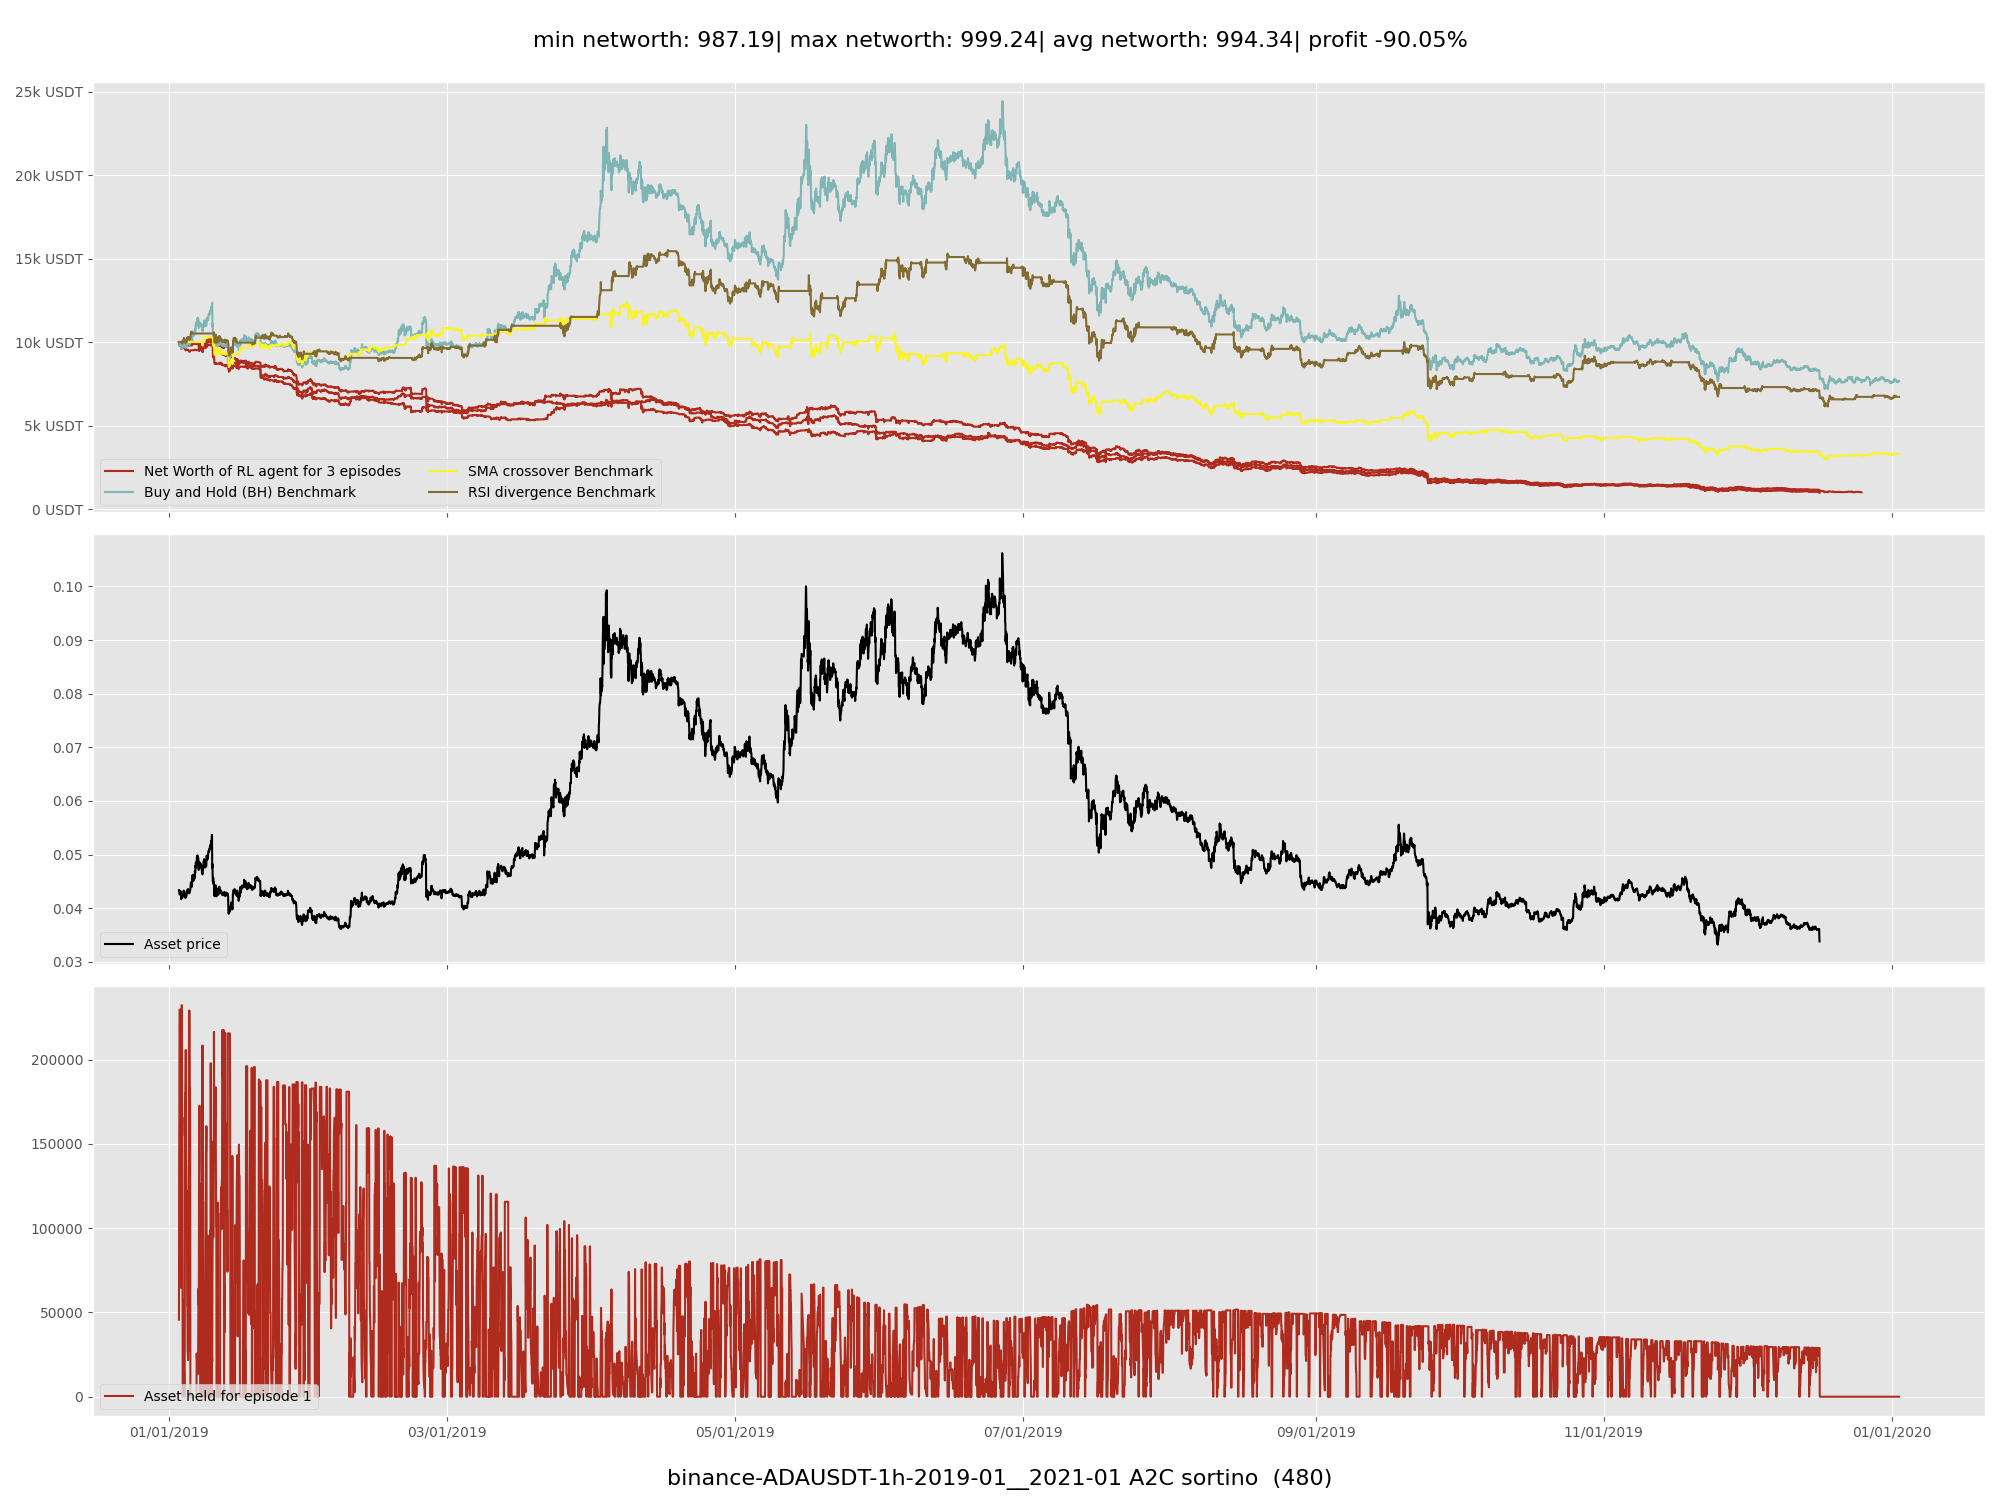 min networth: 987.19| max networth: 999.24| avg networth: 994.34| profit -90.05%
25k USDT
20k USDT
15k USDT
10k USDT
5k USDT
0 USDT
Net Worth of RL agent for 3 episodes
Buy and Hold (BH) Benchmark
SMA crossover Benchmark
RSI divergence Benchmark
0.10
0.09
0.08
0.07
0.06
0.05
0.04
0.03
Asset price
200000
150000
100000
50000
0
Asset held for episode 1
01/01/2019
03/01/2019
05/01/2019
07/01/2019
09/01/2019
11/01/2019
01/01/2020
binance-ADAUSDT-1h-2019-01__2021-01 A2C sortino  (480)